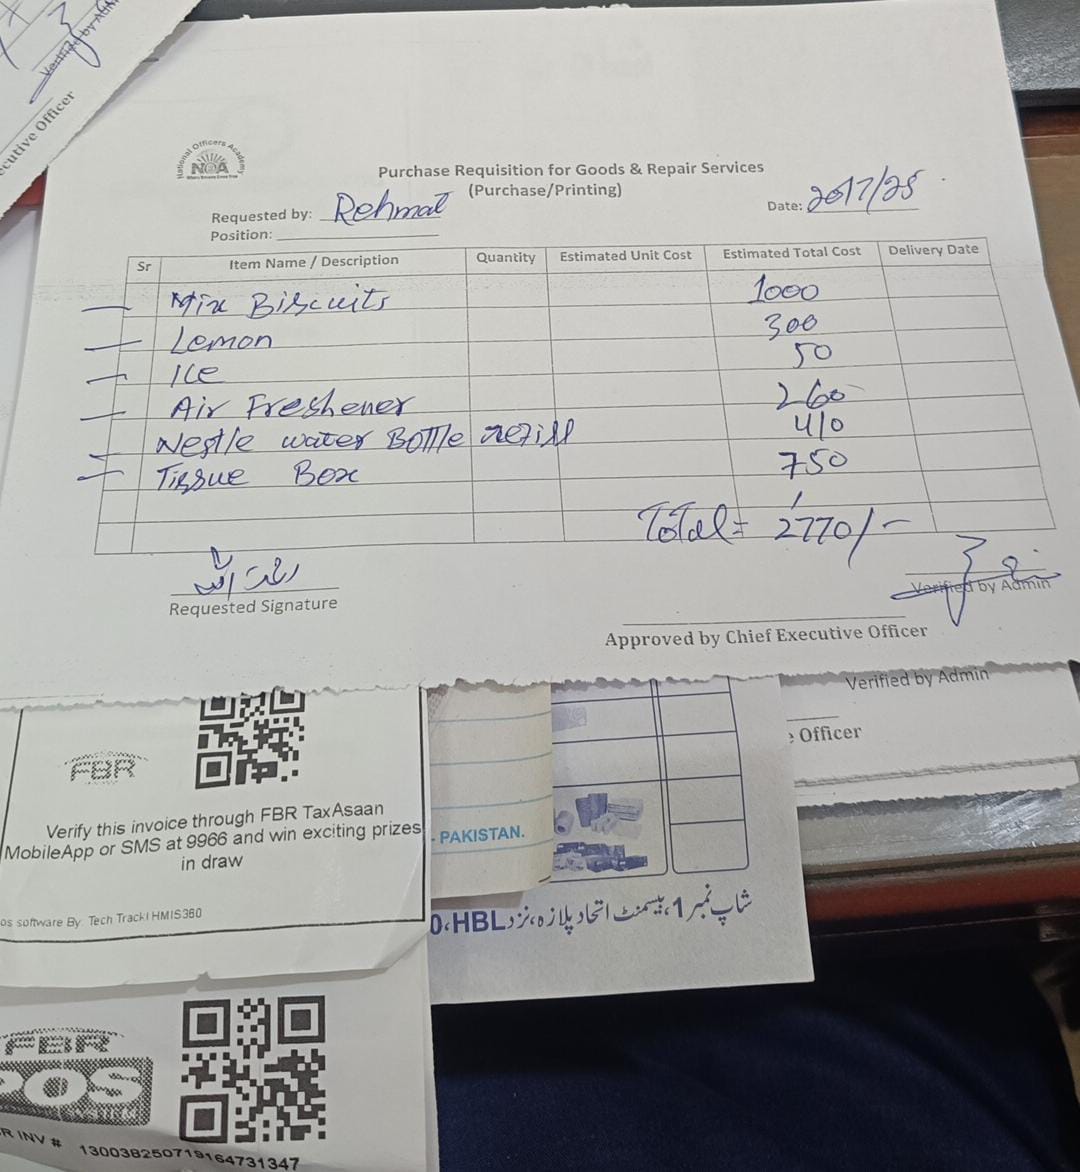 Verified by Adm
ecutive Officer
National Officers Academy
NOA
Purchase Requisition for Goods & Repair Services
(Purchase/Printing)
Requested by: Rehmat
Date: 2017/25
Position:
Sr Item Name / Description Quantity Estimated Unit Cost Estimated Total Cost Delivery Date
Mix Biscuits 1000
Lemon 300
Ice 50
Air Freshener 260
Nestle water Bottle refill 410
Tissue Box 750
Total = 2770/-
Requested Signature
Verified by Admin
Approved by Chief Executive Officer
Verified by Admin
e Officer
FBR
Verify this invoice through FBR TaxAsaan
MobileApp or SMS at 9966 and win exciting prizes
in draw
os software By: Tech Track HMIS360
- PAKISTAN.
شاپ نمبر 1، بیسمنٹ اتحاد پلازہ، نزد HBL، 0
FBR
POS
R INV # 130038250719164731347